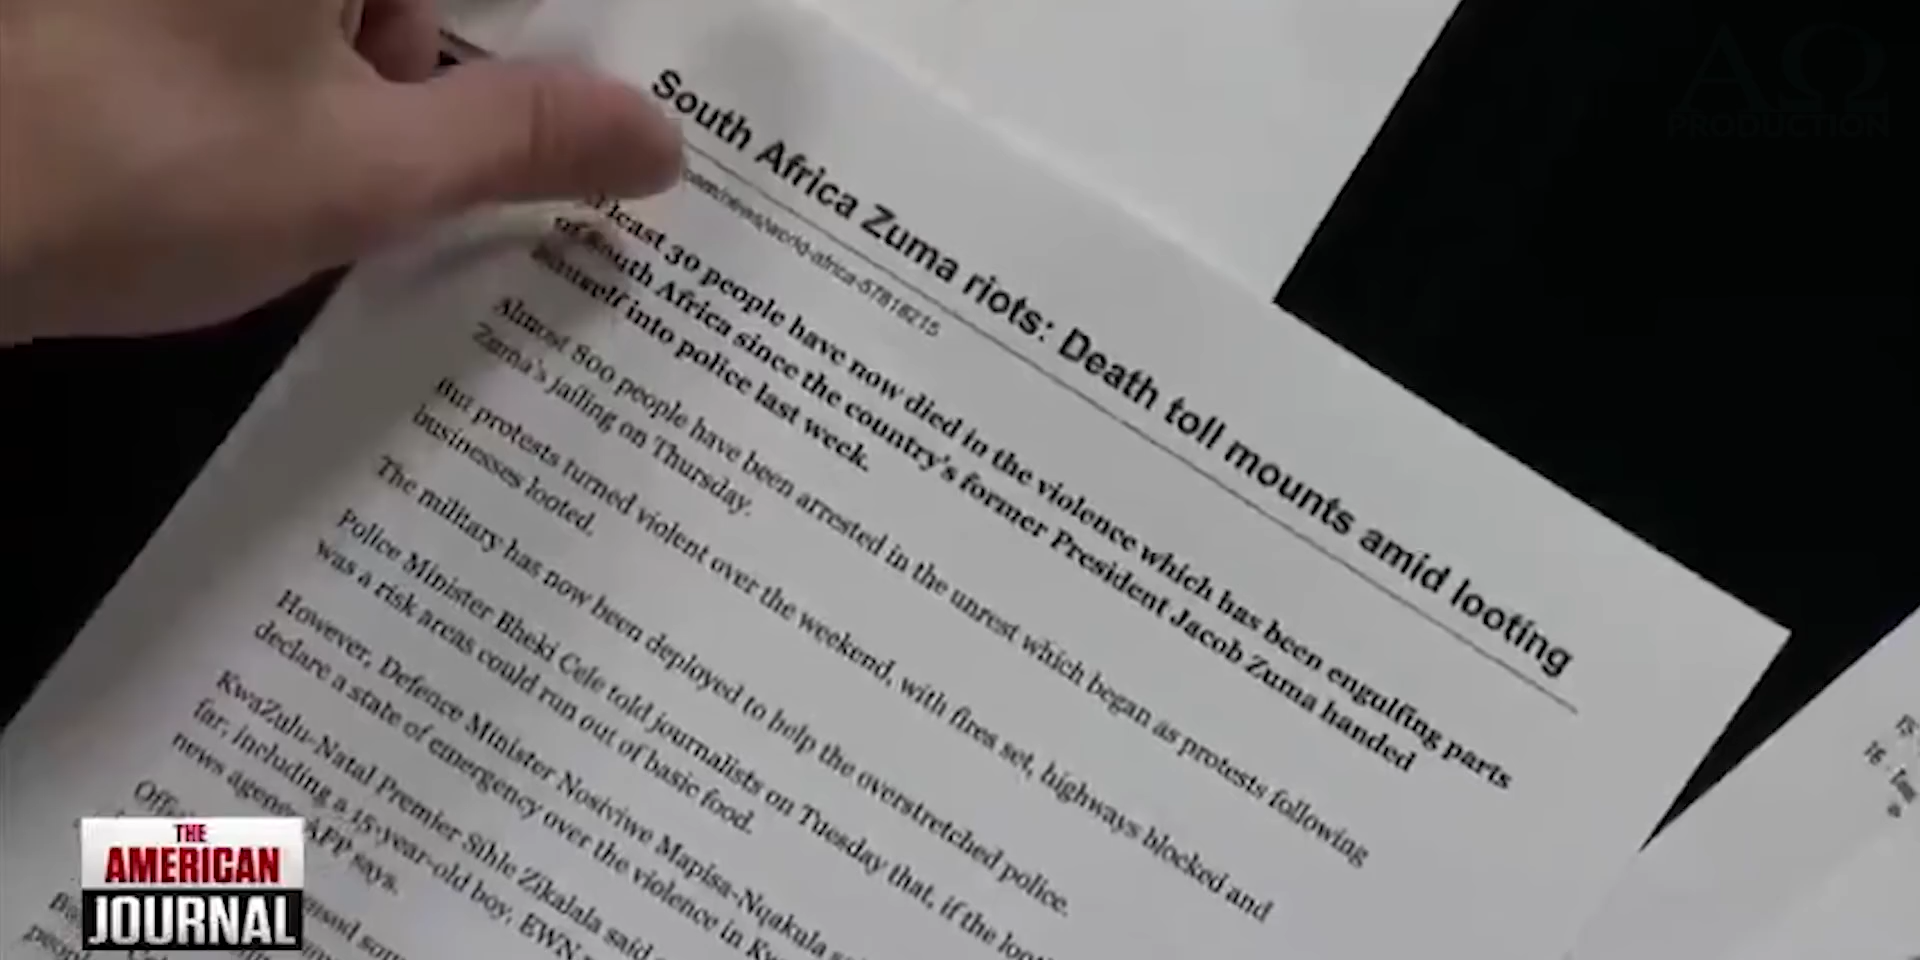 South Africa Zuma riots: Death toll mounts amid looting
.com/news/world-africa-57818215
least 30 people have now died in the violence which has been engulfing parts
of South Africa since the country's former President Jacob Zuma handed
himself into police last week.
Almost 800 people have been arrested in the unrest which began as protests following
Zuma's jailing on Thursday.
But protests turned violent over the weekend, with fires set, highways blocked and
businesses looted.
The military has now been deployed to help the overstretched police.
Police Minister Bheki Cele told journalists on Tuesday that, if the
was a risk areas could run out of basic food.
However, Defence Minister Nosiviwe Mapisa-Nqakula
declare a state of emergency over the violence in
KwaZulu-Natal Premier Sihle Zikalala said
far, including a 15-year-old boy, EWN
news agency AFP says.
AΩ
PRODUCTION
THE
AMERICAN
JOURNAL